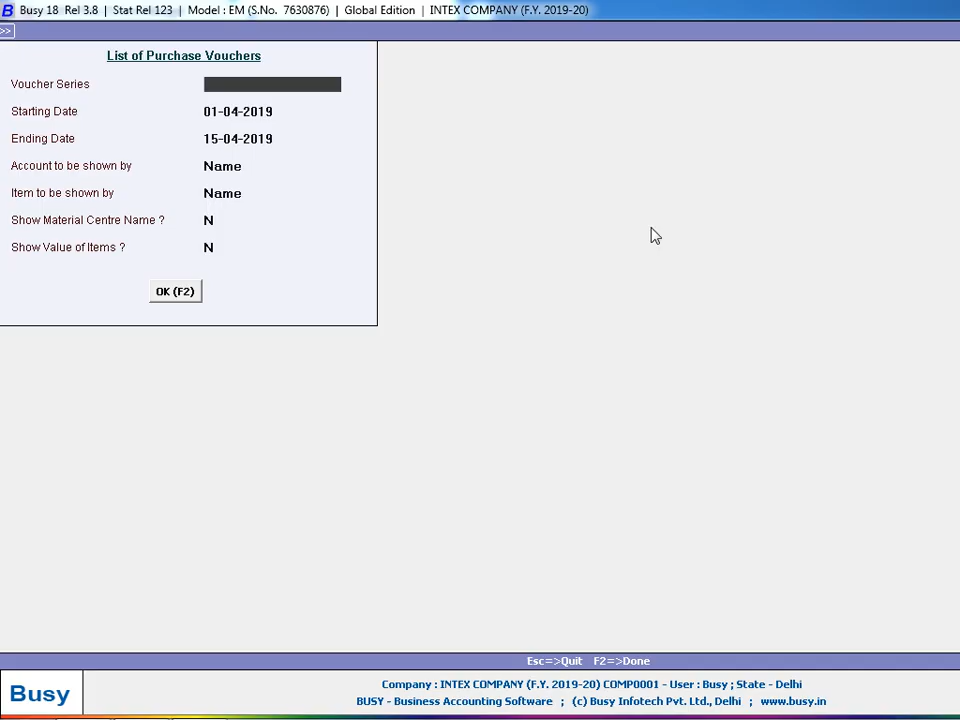 B Busy 18 Rel 3.8 | Stat Rel 123 | Model : EM (S.No. 7630876) | Global Edition | INTEX COMPANY (F.Y. 2019-20)
>>
List of Purchase Vouchers
Voucher Series
Starting Date 01-04-2019
Ending Date 15-04-2019
Account to be shown by Name
Item to be shown by Name
Show Material Centre Name ? N
Show Value of Items ? N
OK (F2)
Esc=>Quit F2=>Done
Busy
Company : INTEX COMPANY (F.Y. 2019-20) COMP0001 - User : Busy ; State - Delhi
BUSY - Business Accounting Software ; (c) Busy Infotech Pvt. Ltd., Delhi ; www.busy.in